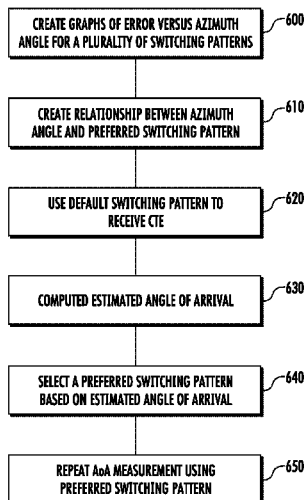 CREATE GRAPHS OF ERROR VERSUS AZIMUTH
ANGLE FOR A PLURALITY OF SWITCHING PATTERNS
600
CREATE RELATIONSHIP BETWEEN AZIMUTH
ANGLE AND PREFERRED SWITCHING PATTERN
610
USE DEFAULT SWITCHING PATTERN TO
RECEIVE CTE
620
COMPUTED ESTIMATED ANGLE OF ARRIVAL
630
SELECT A PREFERRED SWITCHING PATTERN
BASED ON ESTIMATED ANGLE OF ARRIVAL
640
REPEAT AoA MEASUREMENT USING
PREFERRED SWITCHING PATTERN
650